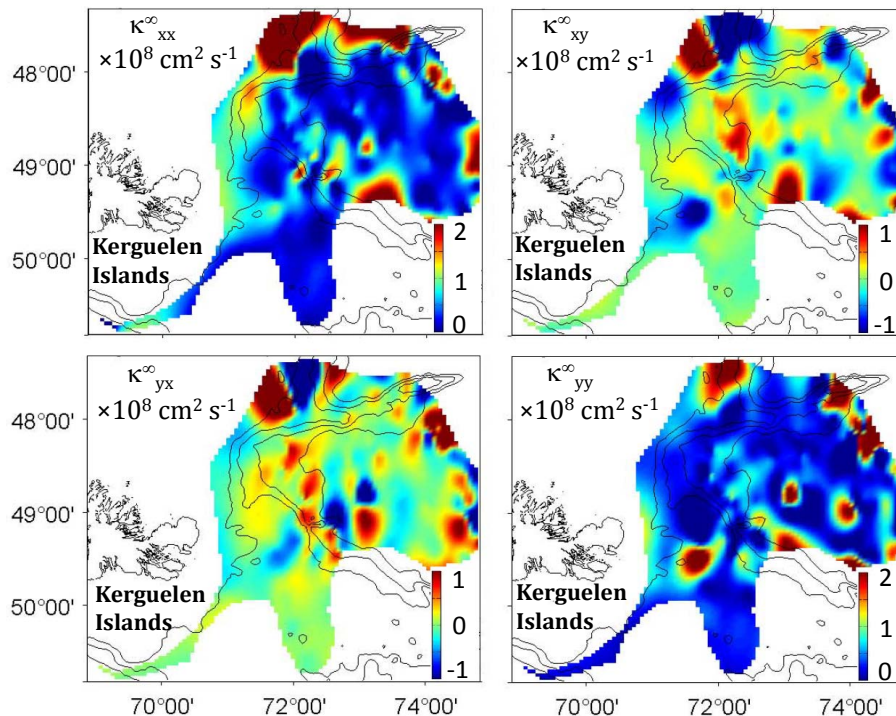 κ∞xx
×10⁸ cm² s⁻¹
48°00'
49°00'
50°00'
Kerguelen
Islands
2
1
0
κ∞xy
×10⁸ cm² s⁻¹
Kerguelen
Islands
1
0
-1
κ∞yx
×10⁸ cm² s⁻¹
48°00'
49°00'
50°00'
Kerguelen
Islands
1
0
-1
70°00'
72°00'
74°00'
κ∞yy
×10⁸ cm² s⁻¹
Kerguelen
Islands
2
1
0
70°00'
72°00'
74°00'